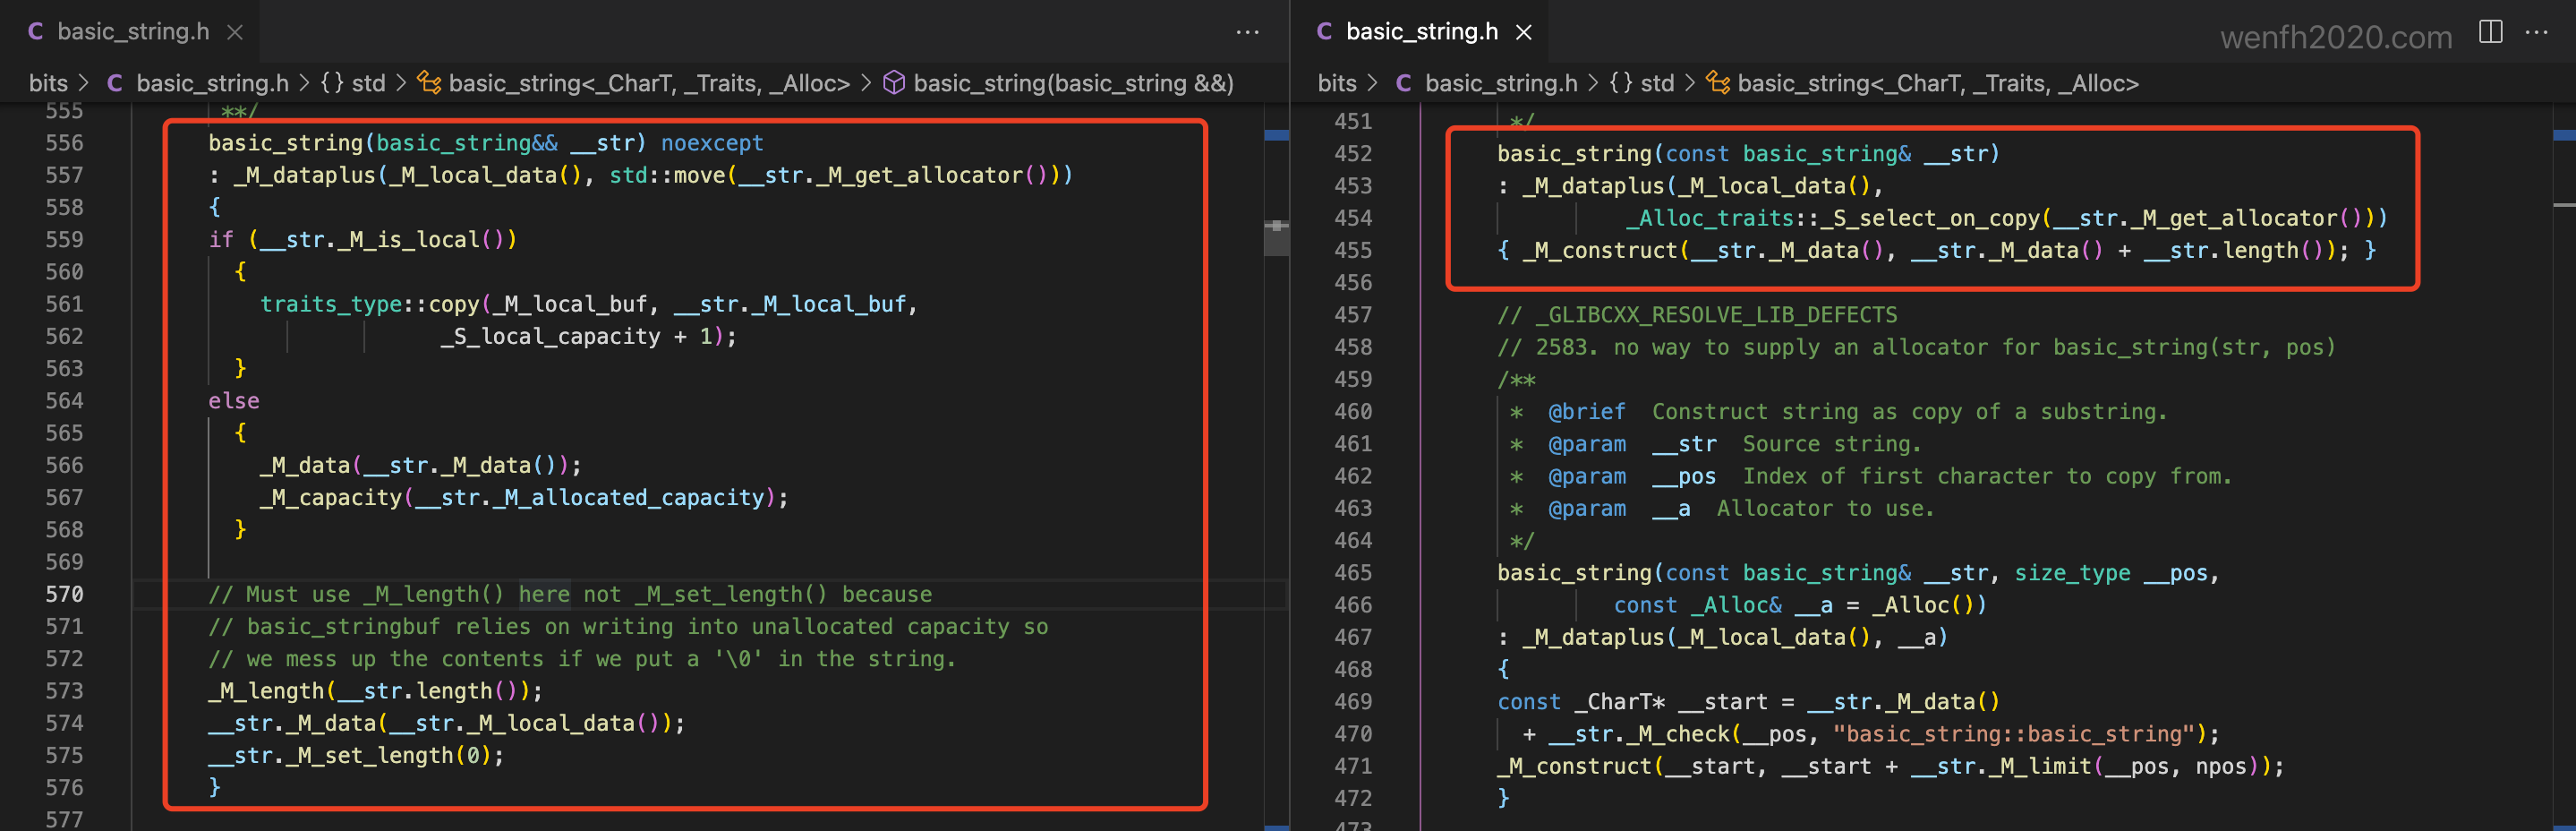 basic_string.h
bits > basic_string.h > {} std > basic_string<_CharT, _Traits, _Alloc> > basic_string(basic_string &&)
555 **/
556 basic_string(basic_string&& __str) noexcept
557 : _M_dataplus(_M_local_data(), std::move(__str._M_get_allocator()))
558 {
559 if (__str._M_is_local())
560 {
561 traits_type::copy(_M_local_buf, __str._M_local_buf,
562 _S_local_capacity + 1);
563 }
564 else
565 {
566 _M_data(__str._M_data());
567 _M_capacity(__str._M_allocated_capacity);
568 }
569
570 // Must use _M_length() here not _M_set_length() because
571 // basic_stringbuf relies on writing into unallocated capacity so
572 // we mess up the contents if we put a '\0' in the string.
573 _M_length(__str.length());
574 __str._M_data(__str._M_local_data());
575 __str._M_set_length(0);
576 }
577
basic_string.h
wenfh2020.com
bits > basic_string.h > {} std > basic_string<_CharT, _Traits, _Alloc>
451 */
452 basic_string(const basic_string& __str)
453 : _M_dataplus(_M_local_data(),
454 _Alloc_traits::_S_select_on_copy(__str._M_get_allocator()))
455 { _M_construct(__str._M_data(), __str._M_data() + __str.length()); }
456
457 // _GLIBCXX_RESOLVE_LIB_DEFECTS
458 // 2583. no way to supply an allocator for basic_string(str, pos)
459 /**
460 * @brief Construct string as copy of a substring.
461 * @param __str Source string.
462 * @param __pos Index of first character to copy from.
463 * @param __a Allocator to use.
464 */
465 basic_string(const basic_string& __str, size_type __pos,
466 const _Alloc& __a = _Alloc())
467 : _M_dataplus(_M_local_data(), __a)
468 {
469 const _CharT* __start = __str._M_data()
470 + __str._M_check(__pos, "basic_string::basic_string");
471 _M_construct(__start, __start + __str._M_limit(__pos, npos));
472 }
473